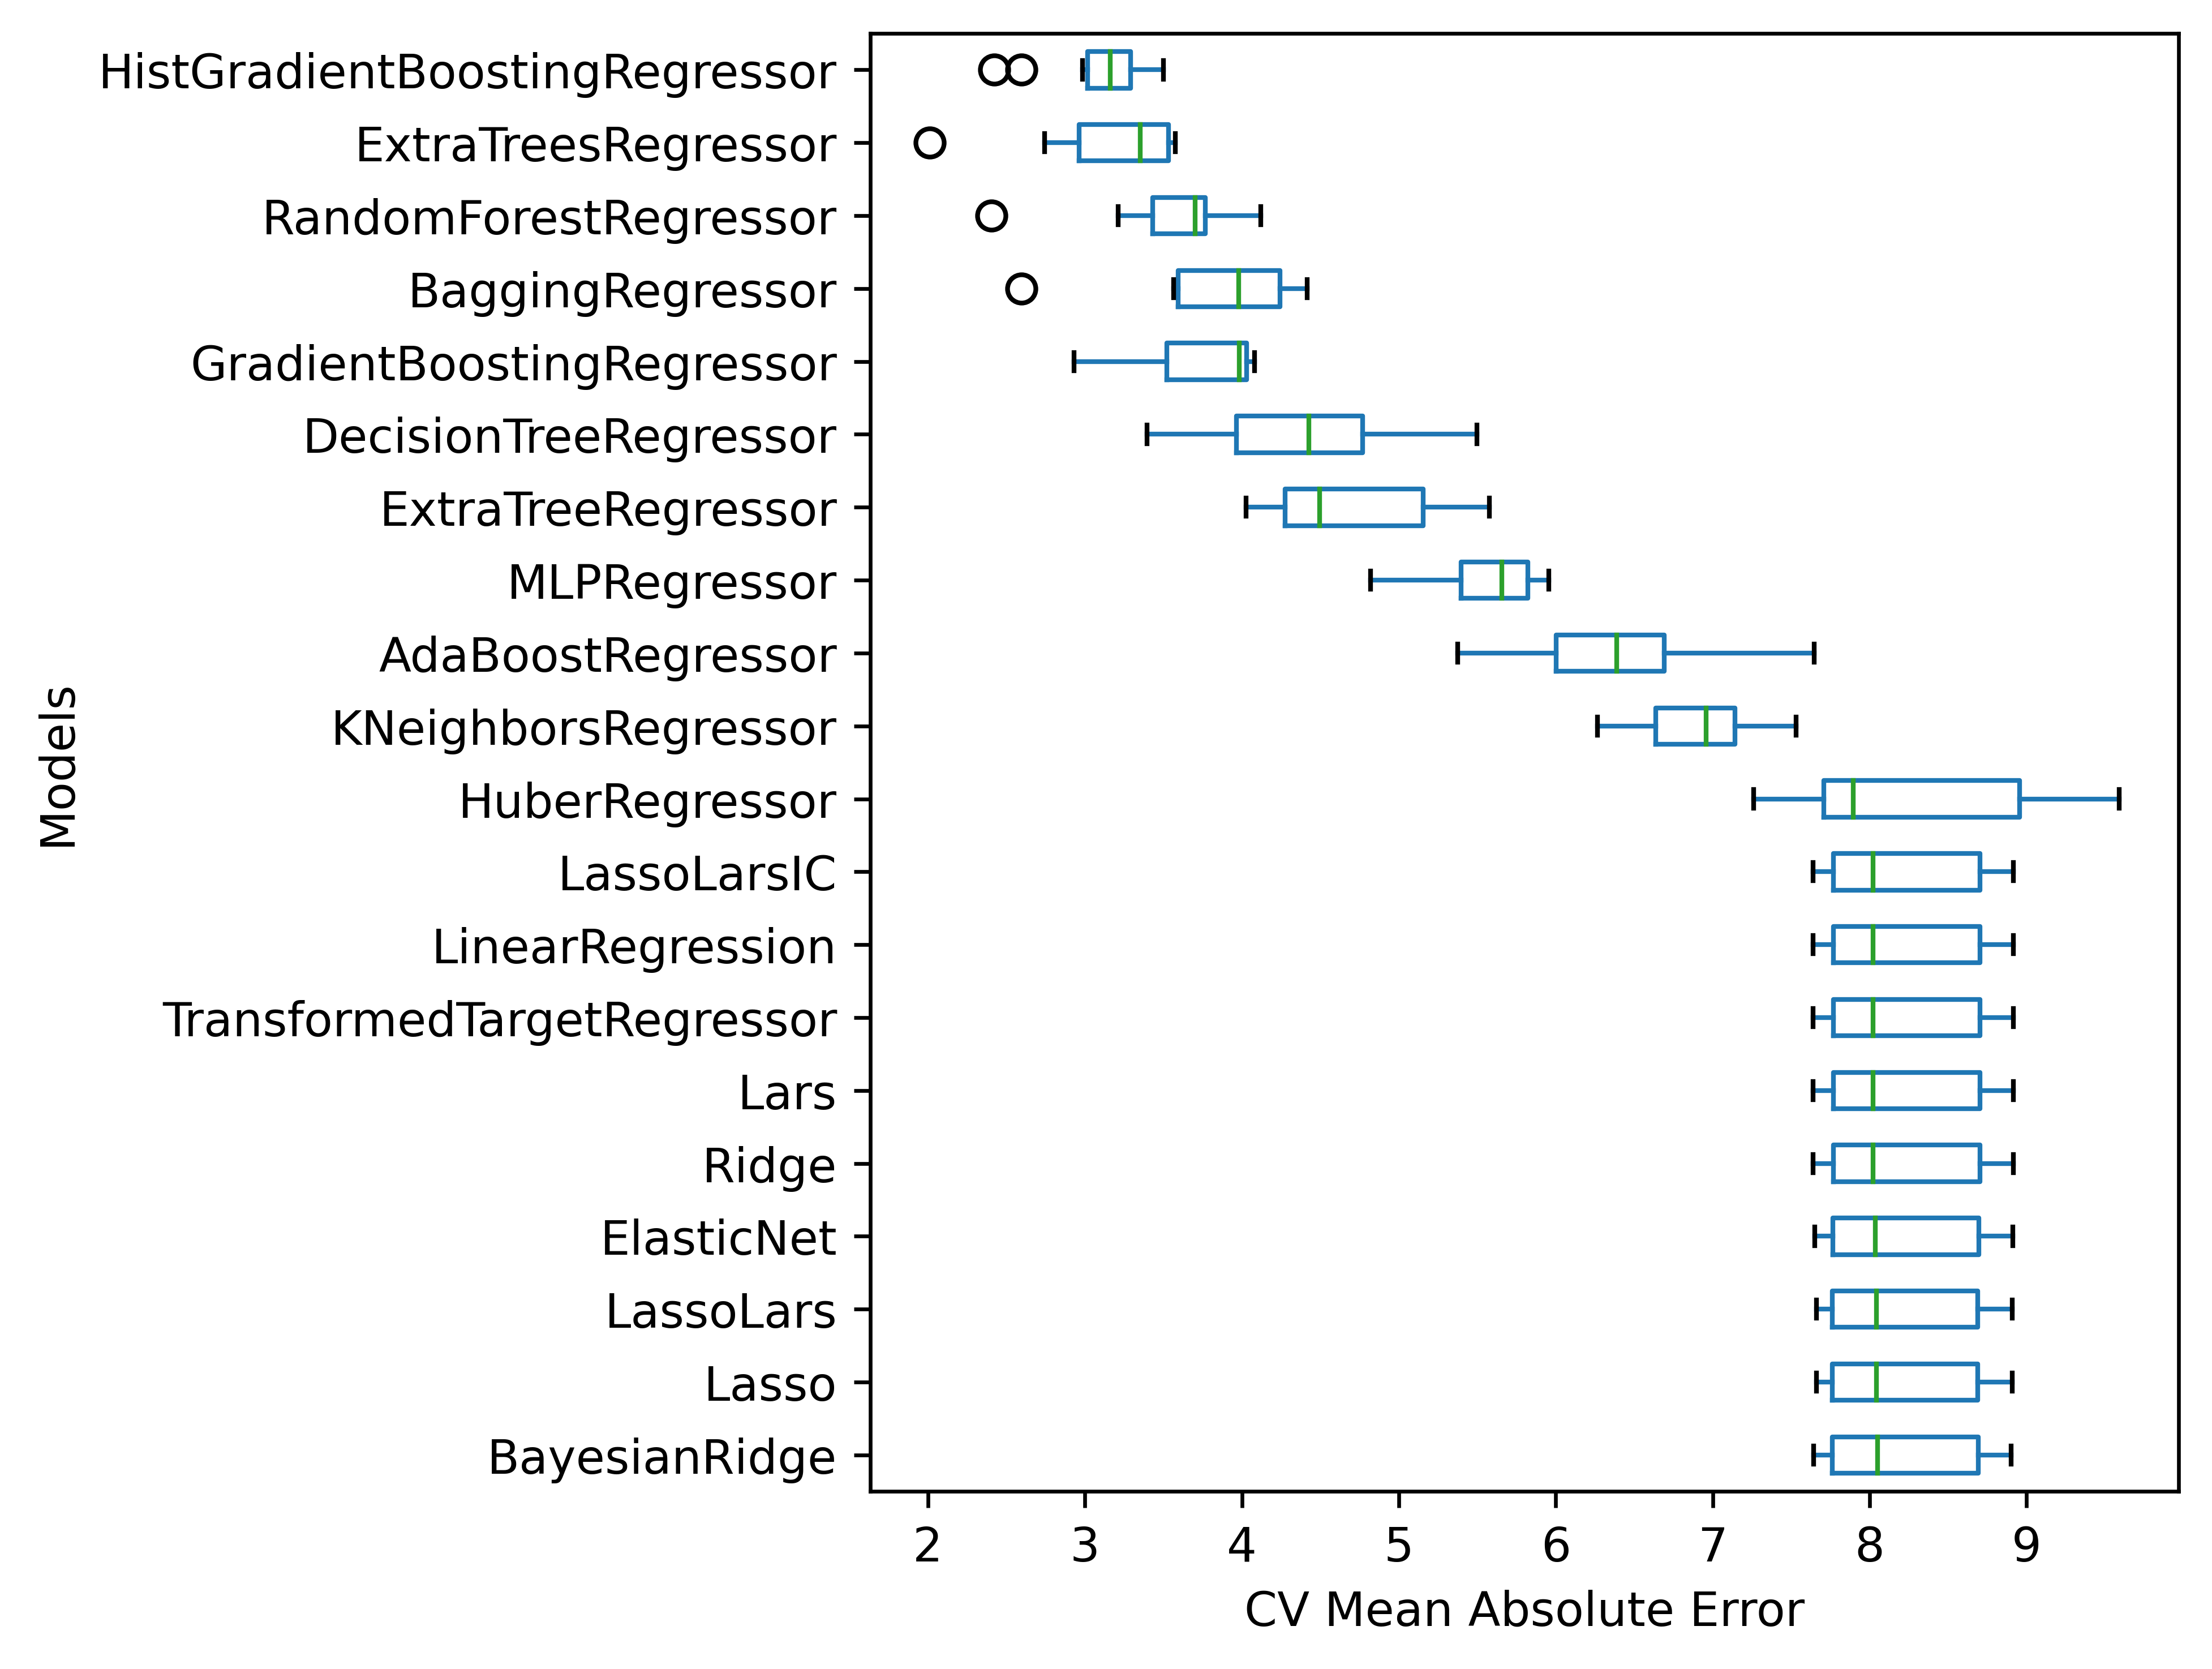 HistGradientBoostingRegressor
ExtraTreesRegressor
RandomForestRegressor
BaggingRegressor
GradientBoostingRegressor
DecisionTreeRegressor
ExtraTreeRegressor
MLPRegressor
AdaBoostRegressor
KNeighborsRegressor
HuberRegressor
LassoLarsIC
LinearRegression
TransformedTargetRegressor
Lars
Ridge
ElasticNet
LassoLars
Lasso
BayesianRidge
Models
2 3 4 5 6 7 8 9
CV Mean Absolute Error